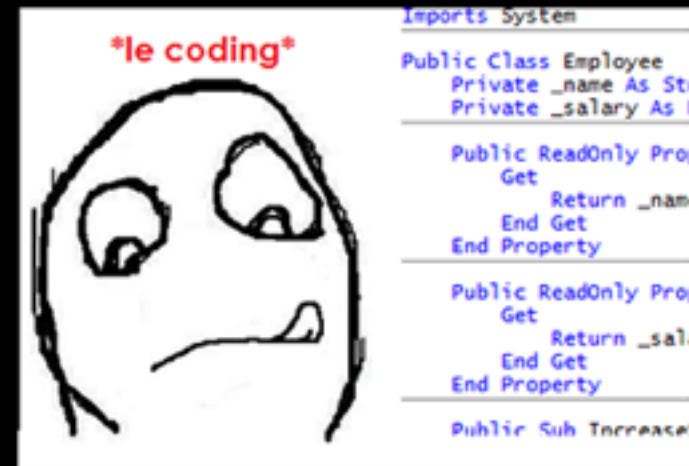 *le coding*
Imports System
Public Class Employee
Private _name As
Private _salary As
Public ReadOnly
Get
Return
End Get
End Property
Public ReadOnly
Get
Return
End Get
End Property
Public Sub